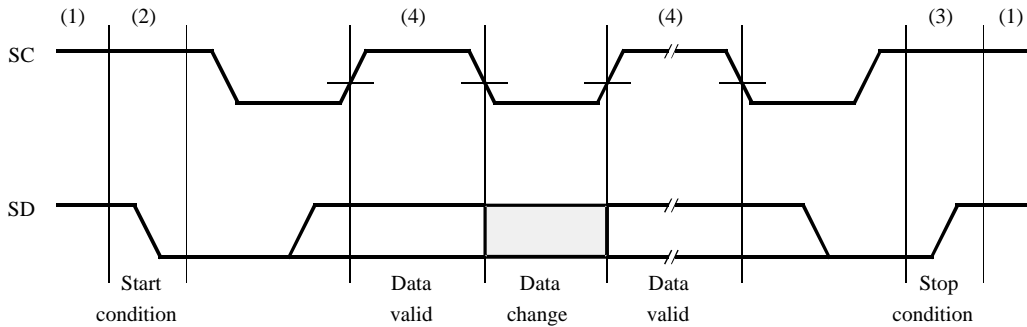 (1) (2) (4) (4) (3) (1)
SC
SD
Start condition
Data valid
Data change
Data valid
Stop condition